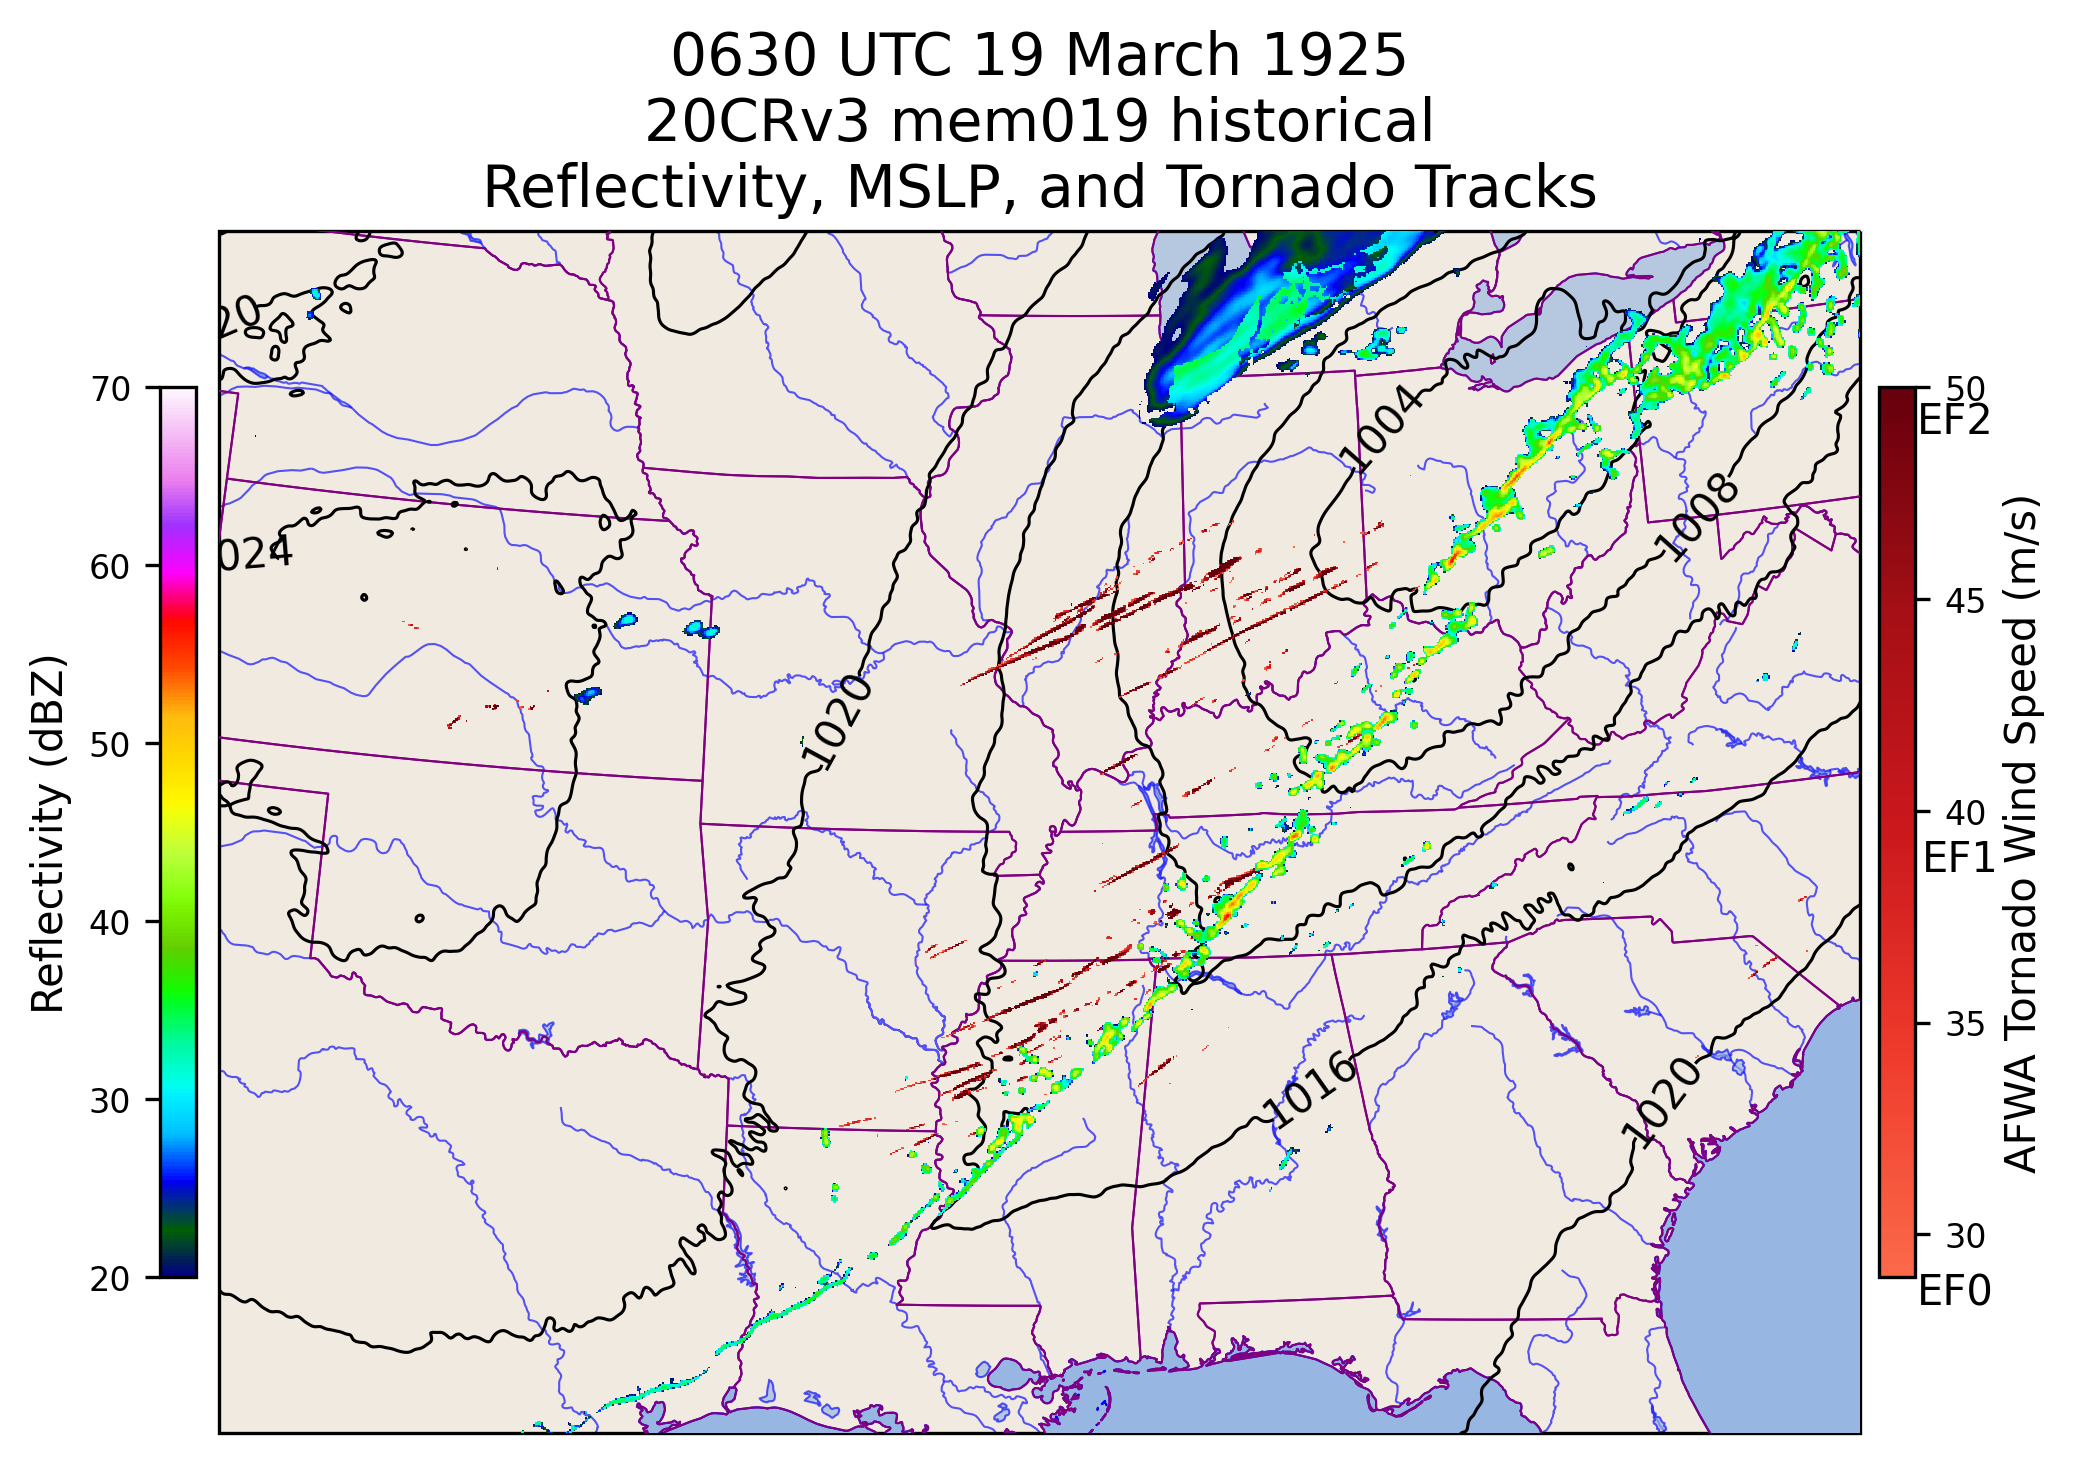 0630 UTC 19 March 1925
20CRv3 mem019 historical
Reflectivity, MSLP, and Tornado Tracks
Reflectivity (dBZ)
70
60
50
40
30
20
20
024
1020
1004
1008
1016
1020
50
EF2
45
40
EF1
35
30
EF0
AFWA Tornado Wind Speed (m/s)